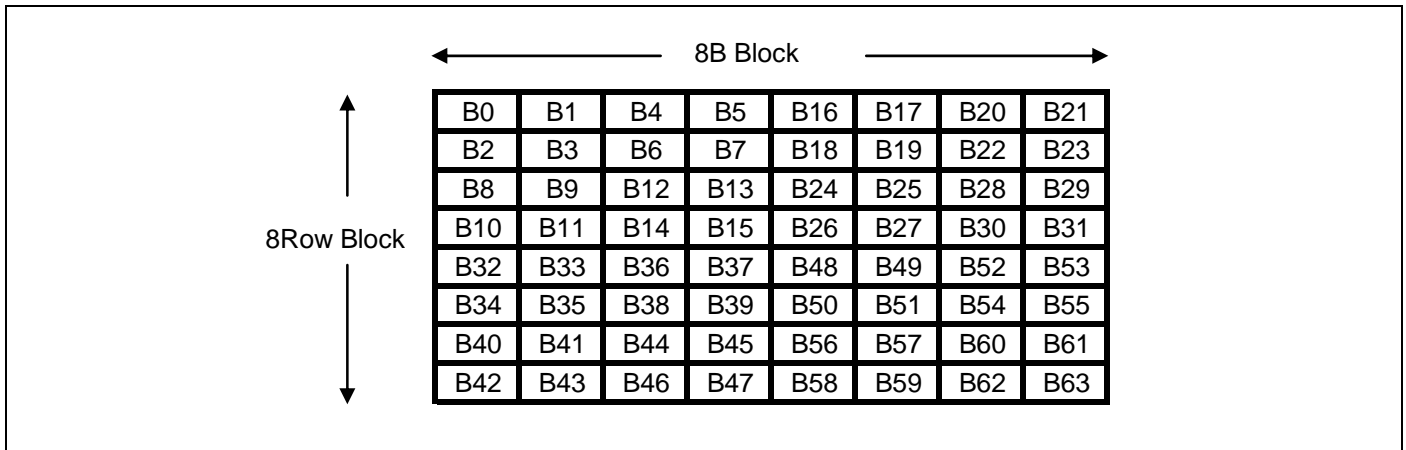 8B Block
B0 B1 B4 B5 B16 B17 B20 B21
B2 B3 B6 B7 B18 B19 B22 B23
B8 B9 B12 B13 B24 B25 B28 B29
B10 B11 B14 B15 B26 B27 B30 B31
8Row Block
B32 B33 B36 B37 B48 B49 B52 B53
B34 B35 B38 B39 B50 B51 B54 B55
B40 B41 B44 B45 B56 B57 B60 B61
B42 B43 B46 B47 B58 B59 B62 B63